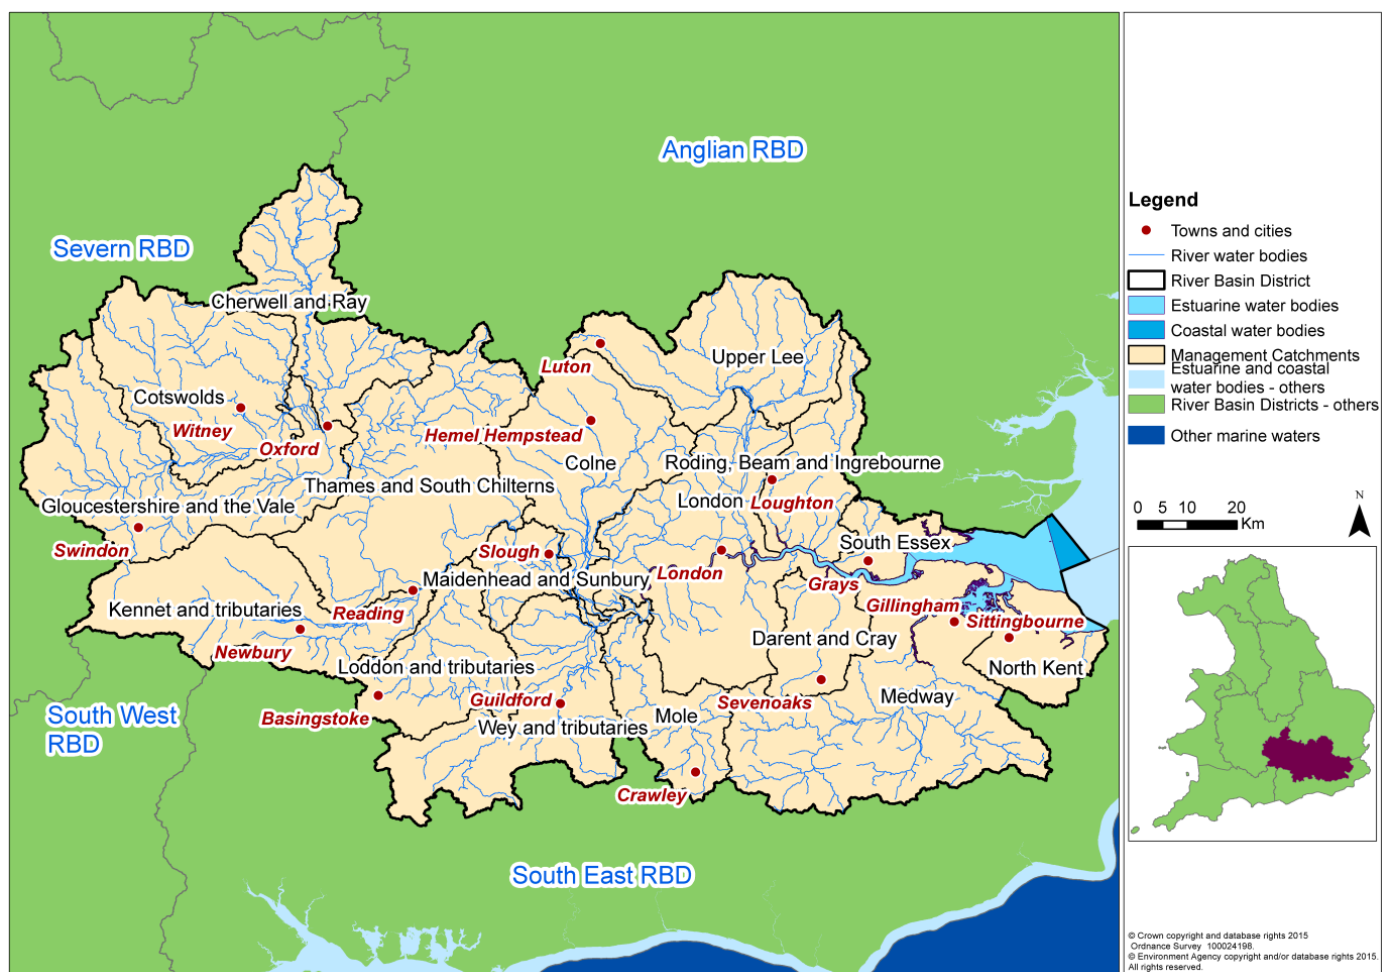 Anglian RBD
Severn RBD
Cherwell and Ray
Luton
Upper Lee
Cotswolds
Witney
Oxford
Hemel Hempstead
Colne
Roding, Beam and Ingrebourne
Thames and South Chilterns
London
Loughton
Gloucestershire and the Vale
Swindon
Slough
South Essex
London
Maidenhead and Sunbury
Grays
Kennet and tributaries
Reading
Gillingham
Sittingbourne
Newbury
Darent and Cray
Loddon and tributaries
North Kent
Guildford
Sevenoaks
Medway
Basingstoke
Mole
South West
RBD
Wey and tributaries
Crawley
South East RBD
Legend
Towns and cities
River water bodies
River Basin District
Estuarine water bodies
Coastal water bodies
Management Catchments
Estuarine and coastal
water bodies - others
River Basin Districts - others
Other marine waters
N
0 5 10 20
Km
© Crown copyright and database rights 2015
Ordnance Survey 100024198.
© Environment Agency copyright and/or database rights 2015.
All rights reserved.